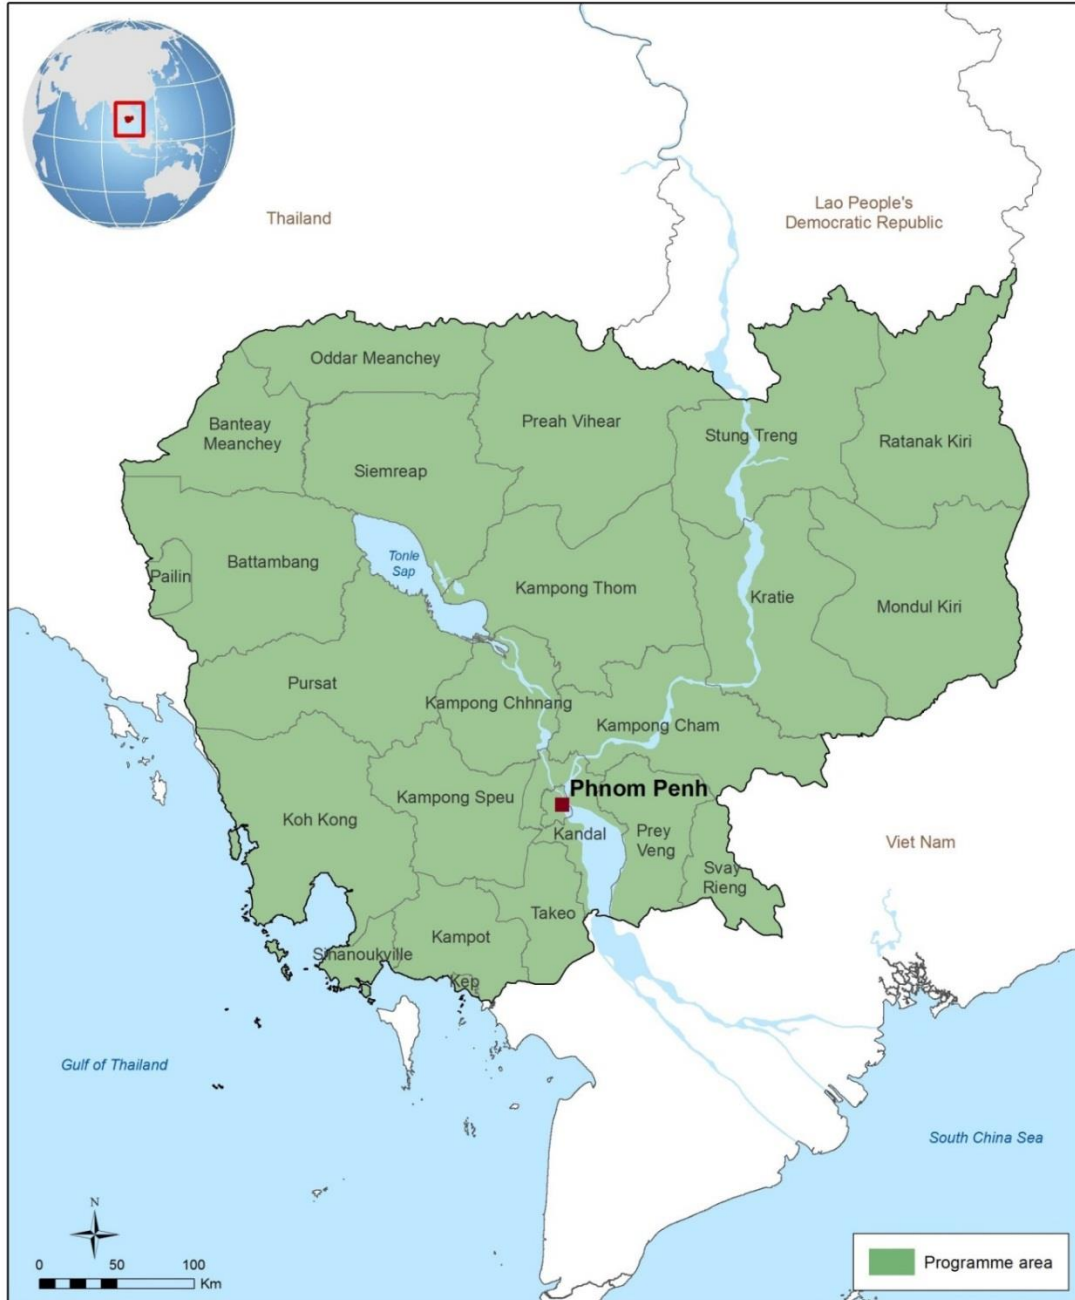 Thailand
Lao People's
Democratic Republic
Oddar Meanchey
Banteay
Meanchey
Preah Vihear
Stung Treng
Ratanak Kiri
Siemreap
Tonle
Sap
Battambang
Pailin
Kampong Thom
Kratie
Mondul Kiri
Pursat
Kampong Chhnang
Kampong Cham
Phnom Penh
Kampong Speu
Koh Kong
Kandal
Prey
Veng
Svay
Rieng
Viet Nam
Takeo
Kampot
Sihanoukville
Kep
Gulf of Thailand
South China Sea
N
0 50 100
Km
Programme area